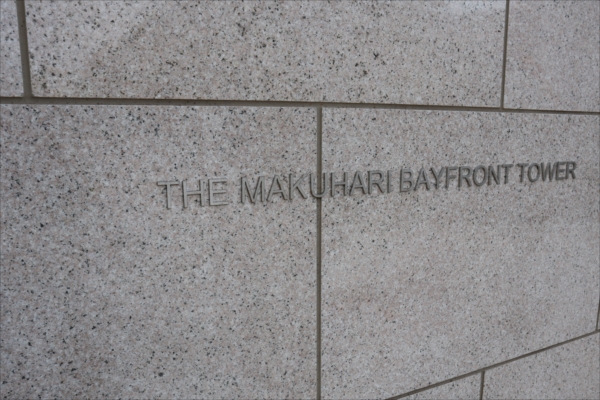 THE MAKUHARI BAYFRONT TOWER